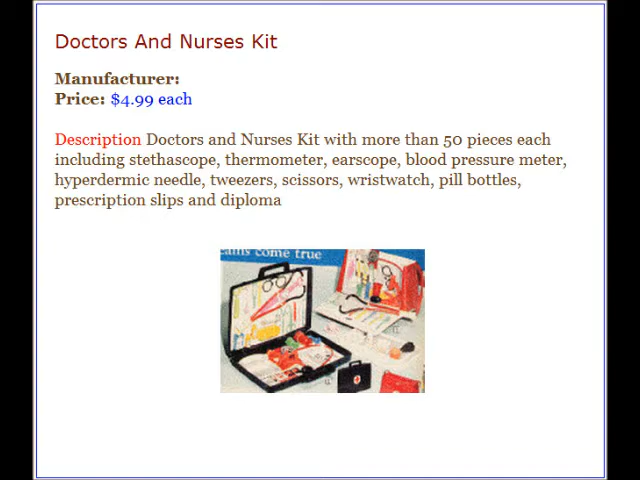 Doctors And Nurses Kit
Manufacturer:
Price: $4.99 each
Description Doctors and Nurses Kit with more than 50 pieces each
including stethascope, thermometer, earscope, blood pressure meter,
hyperdermic needle, tweezers, scissors, wristwatch, pill bottles,
prescription slips and diploma
come true